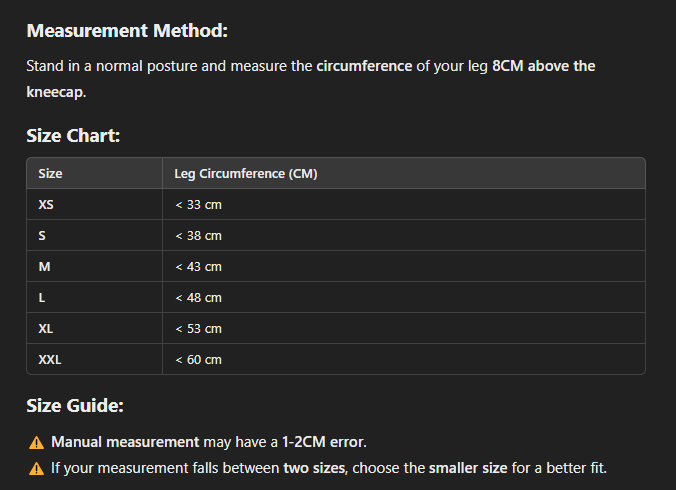 Measurement Method:
Stand in a normal posture and measure the circumference of your leg 8CM above the
kneecap.
Size Chart:
Size Leg Circumference (CM)
XS < 33 cm
S < 38 cm
M < 43 cm
L < 48 cm
XL < 53 cm
XXL < 60 cm
Size Guide:
⚠️ Manual measurement may have a 1-2CM error.
⚠️ If your measurement falls between two sizes, choose the smaller size for a better fit.